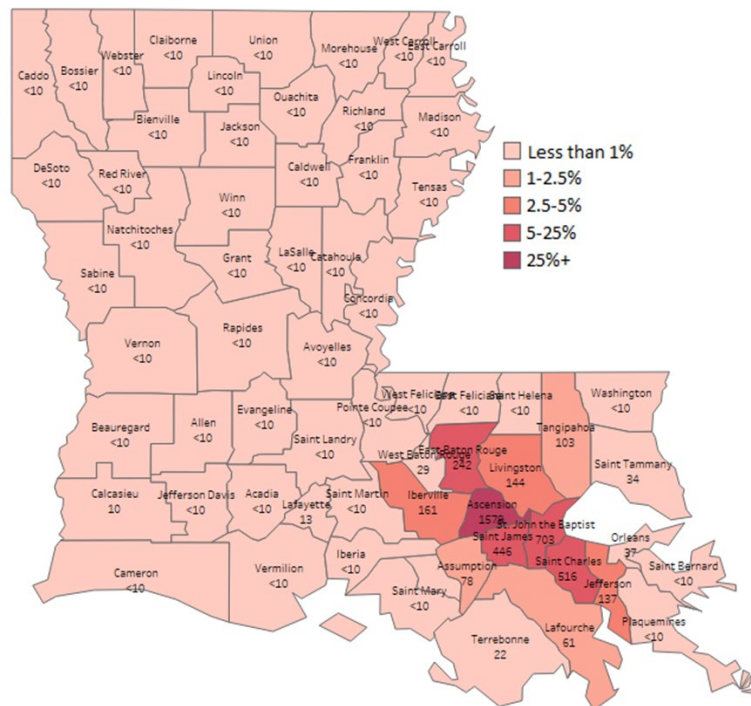 Claiborne
<10
Union
<10
Morehouse
<10
West Carroll
<10
East Carroll
<10
Webster
<10
Bossier
<10
Caddo
<10
Lincoln
<10
Ouachita
<10
Richland
<10
Madison
<10
Bienville
<10
Jackson
<10
Less than 1%
1-2.5%
2.5-5%
5-25%
25%+
DeSoto
<10
Red River
<10
Caldwell
<10
Franklin
<10
Tensas
<10
Winn
<10
Natchitoches
<10
Sabine
<10
Grant
<10
LaSalle
<10
Catahoula
<10
Concordia
<10
Vernon
<10
Rapides
<10
Avoyelles
<10
West Feliciana
<10
East Feliciana
<10
Saint Helena
<10
Washington
<10
Pointe Coupee
<10
Tangipahoa
103
Beauregard
<10
Allen
<10
Evangeline
<10
Saint Landry
<10
West Baton Rouge
29
East Baton Rouge
242
Livingston
144
Saint Tammany
34
Calcasieu
10
Jefferson Davis
<10
Acadia
<10
Lafayette
13
Saint Martin
<10
Iberville
161
Ascension
1579
St. John the Baptist
703
Saint James
446
Orleans
37
Cameron
<10
Vermilion
<10
Iberia
<10
Assumption
78
Saint Charles
516
Saint Bernard
<10
Jefferson
137
Saint Mary
<10
Plaquemines
<10
Terrebonne
22
Lafourche
61